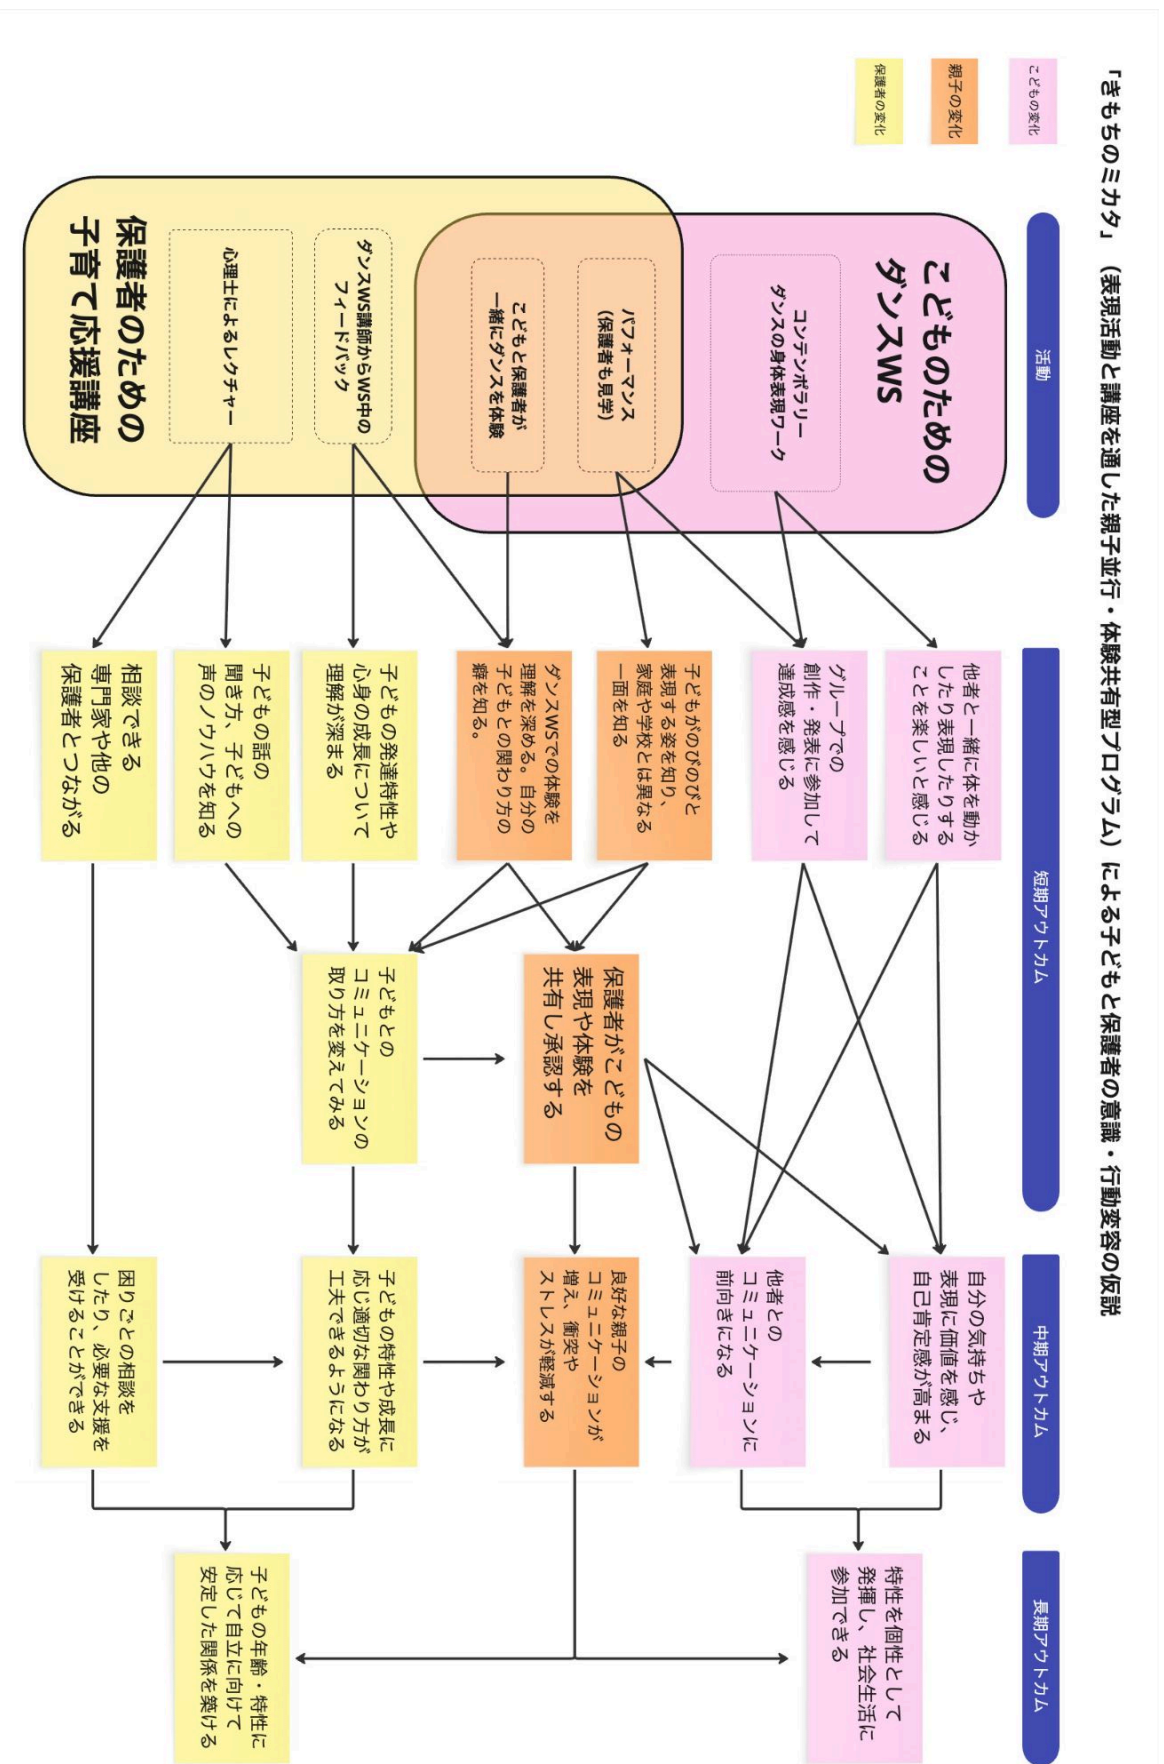 「きもちのミカタ」（表現活動と講座を通した親子並行・体験共有型プログラム）による子どもと保護者の意識・行動変容の仮説
こどもの変化
親子の変化
保護者の変化
活動
短期アウトカム
中期アウトカム
長期アウトカム
こどものための
ダンスWS
コンテンポラリー
ダンスの身体表現ワーク
パフォーマンス
（保護者も見学）
こどもと保護者が
一緒にダンスを体験
ダンスWS講師からWS中の
フィードバック
心理士によるレクチャー
保護者のための
子育て応援講座
他者と一緒に体を動か
したり表現したりする
ことを楽しいと感じる
グループでの
創作・発表に参加して
達成感を感じる
子どもがのびのびと
表現する姿を知り、
家庭や学校とは異なる
一面を知る
ダンスWSでの体験を
理解を深める。自分の
子どもとの関わり方の
癖を知る。
子どもの発達特性や
心身の成長について
理解が深まる
子どもの話の
聞き方、子どもへの
声のノウハウを知る
相談できる
専門家や他の
保護者とつながる
保護者がこどもの
表現や体験を
共有し承認する
子どもとの
コミュニケーションの
取り方を変えてみる
自分の気持ちや
表現に価値を感じ、
自己肯定感が高まる
他者との
コミュニケーションに
前向きになる
良好な親子の
コミュニケーションが
増え、衝突や
ストレスが軽減する
子どもの特性や成長に
応じ適切な関わり方が
工夫できるようになる
困りごとの相談を
したり、必要な支援を
受けることができる
特性を個性として
発揮し、社会生活に
参加できる
子どもの年齢・特性に
応じて自立に向けて
安定した関係を築ける